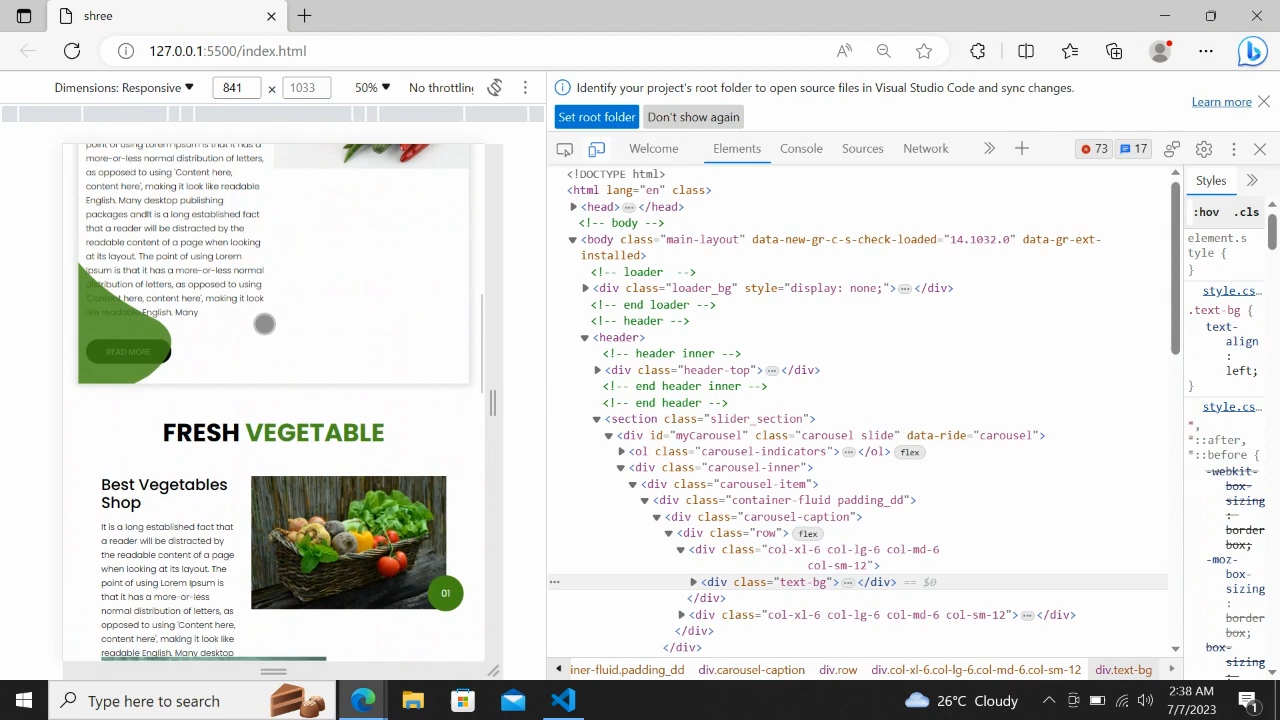 shree
127.0.0.1:5500/index.html
Dimensions: Responsive
841
×
1033
50%
No throttling
Identify your project's root folder to open source files in Visual Studio Code and sync changes.
Learn more
Set root folder
Don't show again
Welcome
Elements
Console
Sources
Network
73
17
point of using Lorem Ipsum is that it has a
more-or-less normal distribution of letters,
as opposed to using 'Content here,
content here', making it look like readable
English. Many desktop publishing
packages andIt is a long established fact
that a reader will be distracted by the
readable content of a page when looking
at its layout. The point of using Lorem
Ipsum is that it has a more-or-less normal
distribution of letters, as opposed to using
'Content here, content here', making it look
like readable English. Many
READ MORE
FRESH VEGETABLE
Best Vegetables
Shop
It is a long established fact that
a reader will be distracted by
the readable content of a page
when looking at its layout. The
point of using Lorem Ipsum is
that it has a more-or-less
normal distribution of letters, as
opposed to using 'Content here,
content here', making it look like
readable English. Many desktop
01
<!DOCTYPE html>
<html lang="en" class>
<head> ⋯ </head>
<!-- body -->
<body class="main-layout" data-new-gr-c-s-check-loaded="14.1032.0" data-gr-ext-
installed>
<!-- loader  -->
<div class="loader_bg" style="display: none;"> ⋯ </div>
<!-- end loader -->
<!-- header -->
<header>
<!-- header inner -->
<div class="header-top"> ⋯ </div>
<!-- end header inner -->
<!-- end header -->
<section class="slider_section">
<div id="myCarousel" class="carousel slide" data-ride="carousel">
<ol class="carousel-indicators"> ⋯ </ol> flex
<div class="carousel-inner">
<div class="carousel-item">
<div class="container-fluid padding_dd">
<div class="carousel-caption">
<div class="row"> flex
<div class="col-xl-6 col-lg-6 col-md-6
col-sm-12">
<div class="text-bg"> ⋯ </div> == $0
</div>
<div class="col-xl-6 col-lg-6 col-md-6 col-sm-12"> ⋯ </div>
</div>
</div>
iner-fluid.padding_dd
div.carousel-caption
div.row
div.col-xl-6.col-lg-6.col-md-6.col-sm-12
div.text-bg
Styles
:hov
.cls
element.s
tyle {
}
style.cs…
.text-bg {
text-
align
:
left;
}
style.cs…
*,
*::after,
*::before {
-webkit-
box-
sizing
:
border
box;
-moz-
box-
sizing
:
border
box;
box-
sizing
Type here to search
26°C Cloudy
2:38 AM
7/7/2023
1